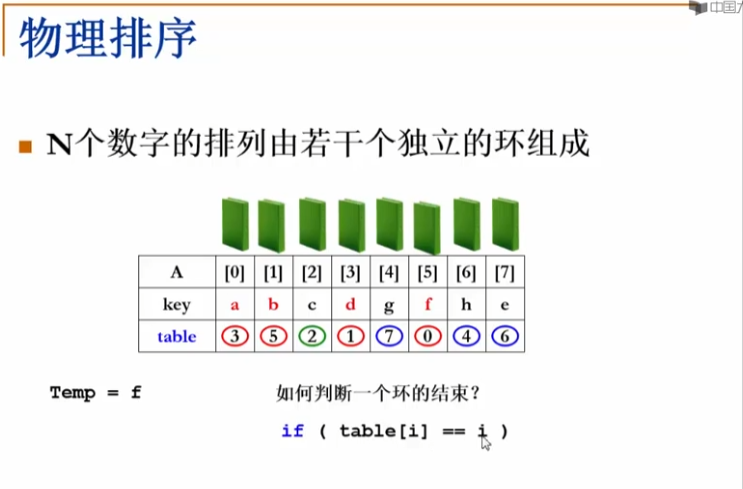 中国大
物理排序
N个数字的排列由若干个独立的环组成
A [0] [1] [2] [3] [4] [5] [6] [7]
key a b c d g f h e
table 3 5 2 1 7 0 4 6
Temp = f 如何判断一个环的结束？
if ( table[i] == i )